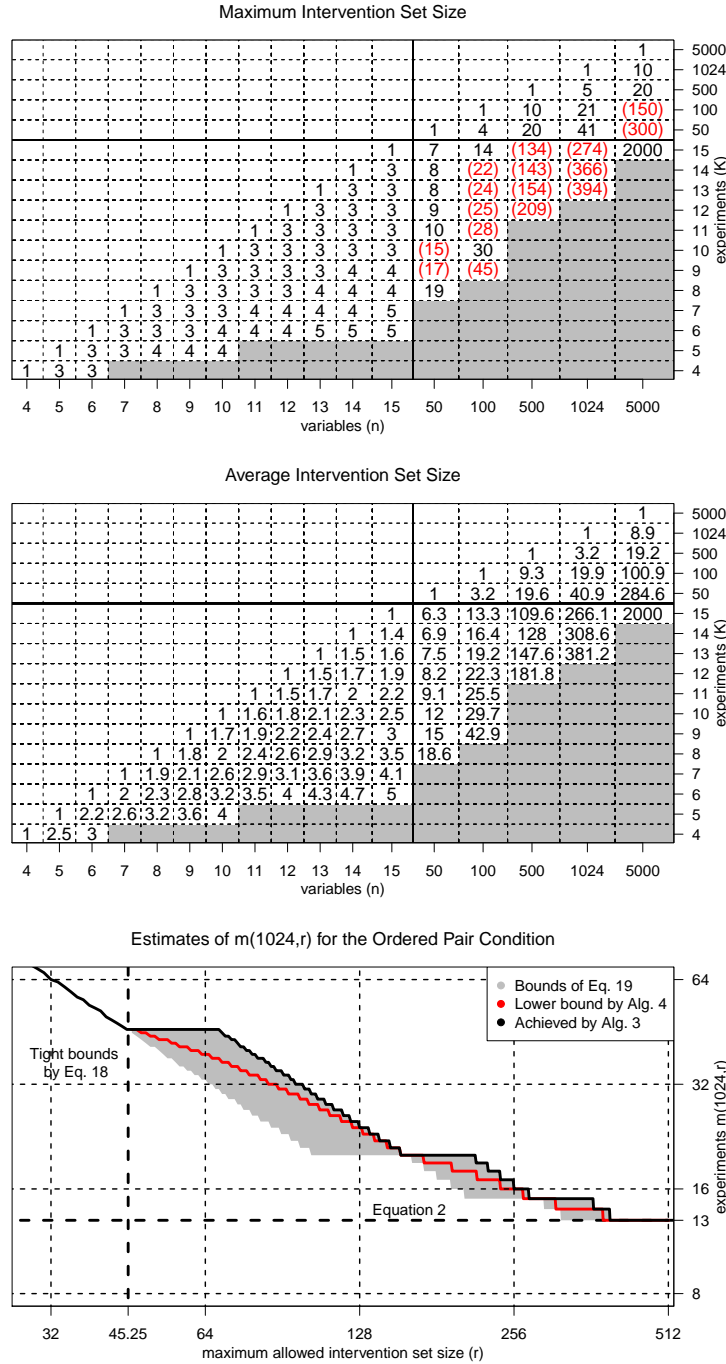 Maximum Intervention Set Size
1 5000
1 10 1024
1 5 20 500
1 10 21 (150) 100
1 4 20 41 (300) 50
1 7 14 (134) (274) 2000 15
1 3 8 (22) (143) (366) 14
1 3 3 8 (24) (154) (394) 13
1 3 3 3 9 (25) (209) 12
1 3 3 3 3 10 (28) 11
1 3 3 3 3 3 (15) 30 10
1 3 3 3 3 4 4 (17) (45) 9
1 3 3 3 3 4 4 4 19 8
1 3 3 3 4 4 4 4 5 7
1 3 3 3 4 4 4 5 5 5 6
1 3 3 4 4 4 5
1 3 3 4
experiments (K)
4 5 6 7 8 9 10 11 12 13 14 15 50 100 500 1024 5000
variables (n)
Average Intervention Set Size
1 5000
1 8.9 1024
1 3.2 19.2 500
1 9.3 19.9 100.9 100
1 3.2 19.6 40.9 284.6 50
1 6.3 13.3 109.6 266.1 2000 15
1 1.4 6.9 16.4 128 308.6 14
1 1.5 1.6 7.5 19.2 147.6 381.2 13
1 1.5 1.7 1.9 8.2 22.3 181.8 12
1 1.5 1.7 2 2.2 9.1 25.5 11
1 1.6 1.8 2.1 2.3 2.5 12 29.7 10
1 1.7 1.9 2.2 2.4 2.7 3 15 42.9 9
1 1.8 2 2.4 2.6 2.9 3.2 3.5 18.6 8
1 1.9 2.1 2.6 2.9 3.1 3.6 3.9 4.1 7
1 2 2.3 2.8 3.2 3.5 4 4.3 4.7 5 6
1 2.2 2.6 3.2 3.6 4 5
1 2.5 3 4
experiments (K)
4 5 6 7 8 9 10 11 12 13 14 15 50 100 500 1024 5000
variables (n)
Estimates of m(1024,r) for the Ordered Pair Condition
Bounds of Eq. 19
Lower bound by Alg. 4
Achieved by Alg. 3
Tight bounds
by Eq. 18
Equation 2
64
32
16
13
8
experiments m(1024,r)
32 45.25 64 128 256 512
maximum allowed intervention set size (r)